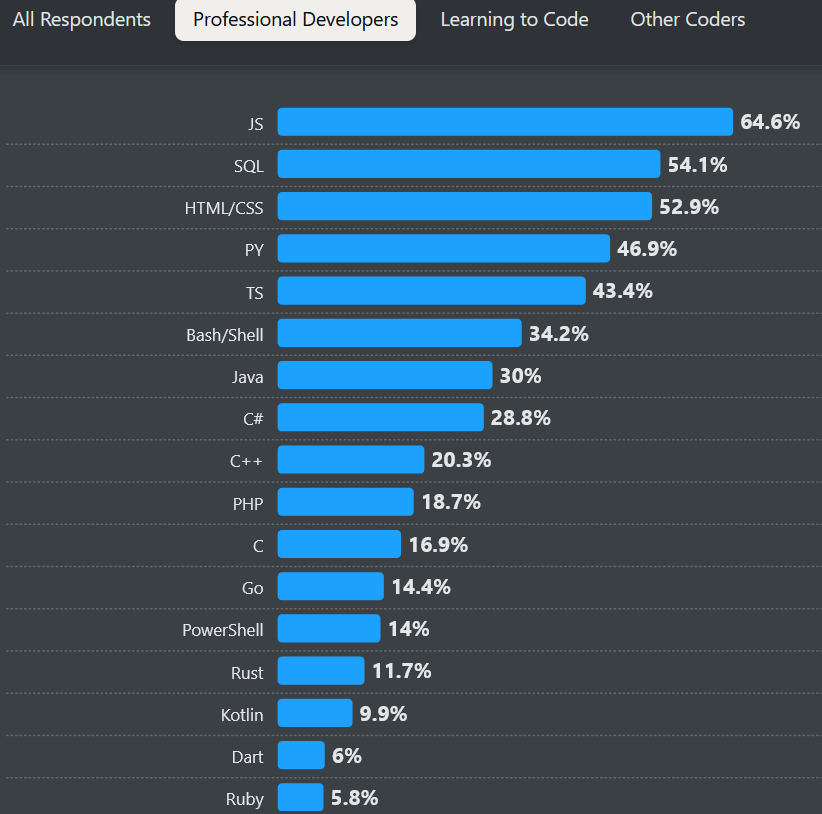 All Respondents Professional Developers Learning to Code Other Coders
JS 64.6%
SQL 54.1%
HTML/CSS 52.9%
PY 46.9%
TS 43.4%
Bash/Shell 34.2%
Java 30%
C# 28.8%
C++ 20.3%
PHP 18.7%
C 16.9%
Go 14.4%
PowerShell 14%
Rust 11.7%
Kotlin 9.9%
Dart 6%
Ruby 5.8%